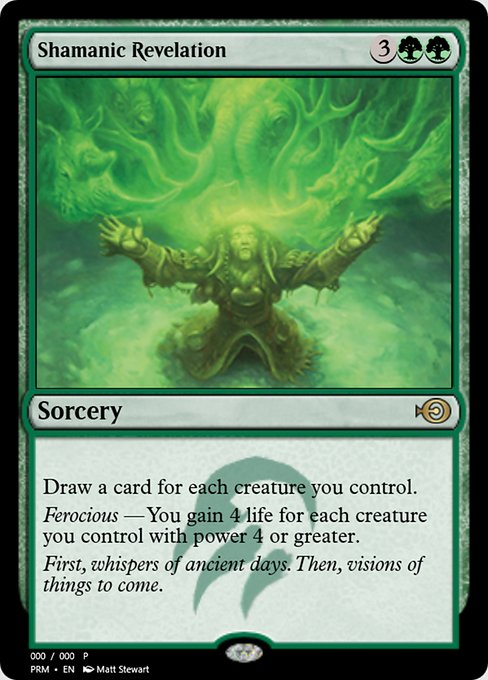 Shamanic Revelation 3
Sorcery
Draw a card for each creature you control.
Ferocious — You gain 4 life for each creature
you control with power 4 or greater.
First, whispers of ancient days. Then, visions of
things to come.
000 / 000 P
PRM • EN Matt Stewart